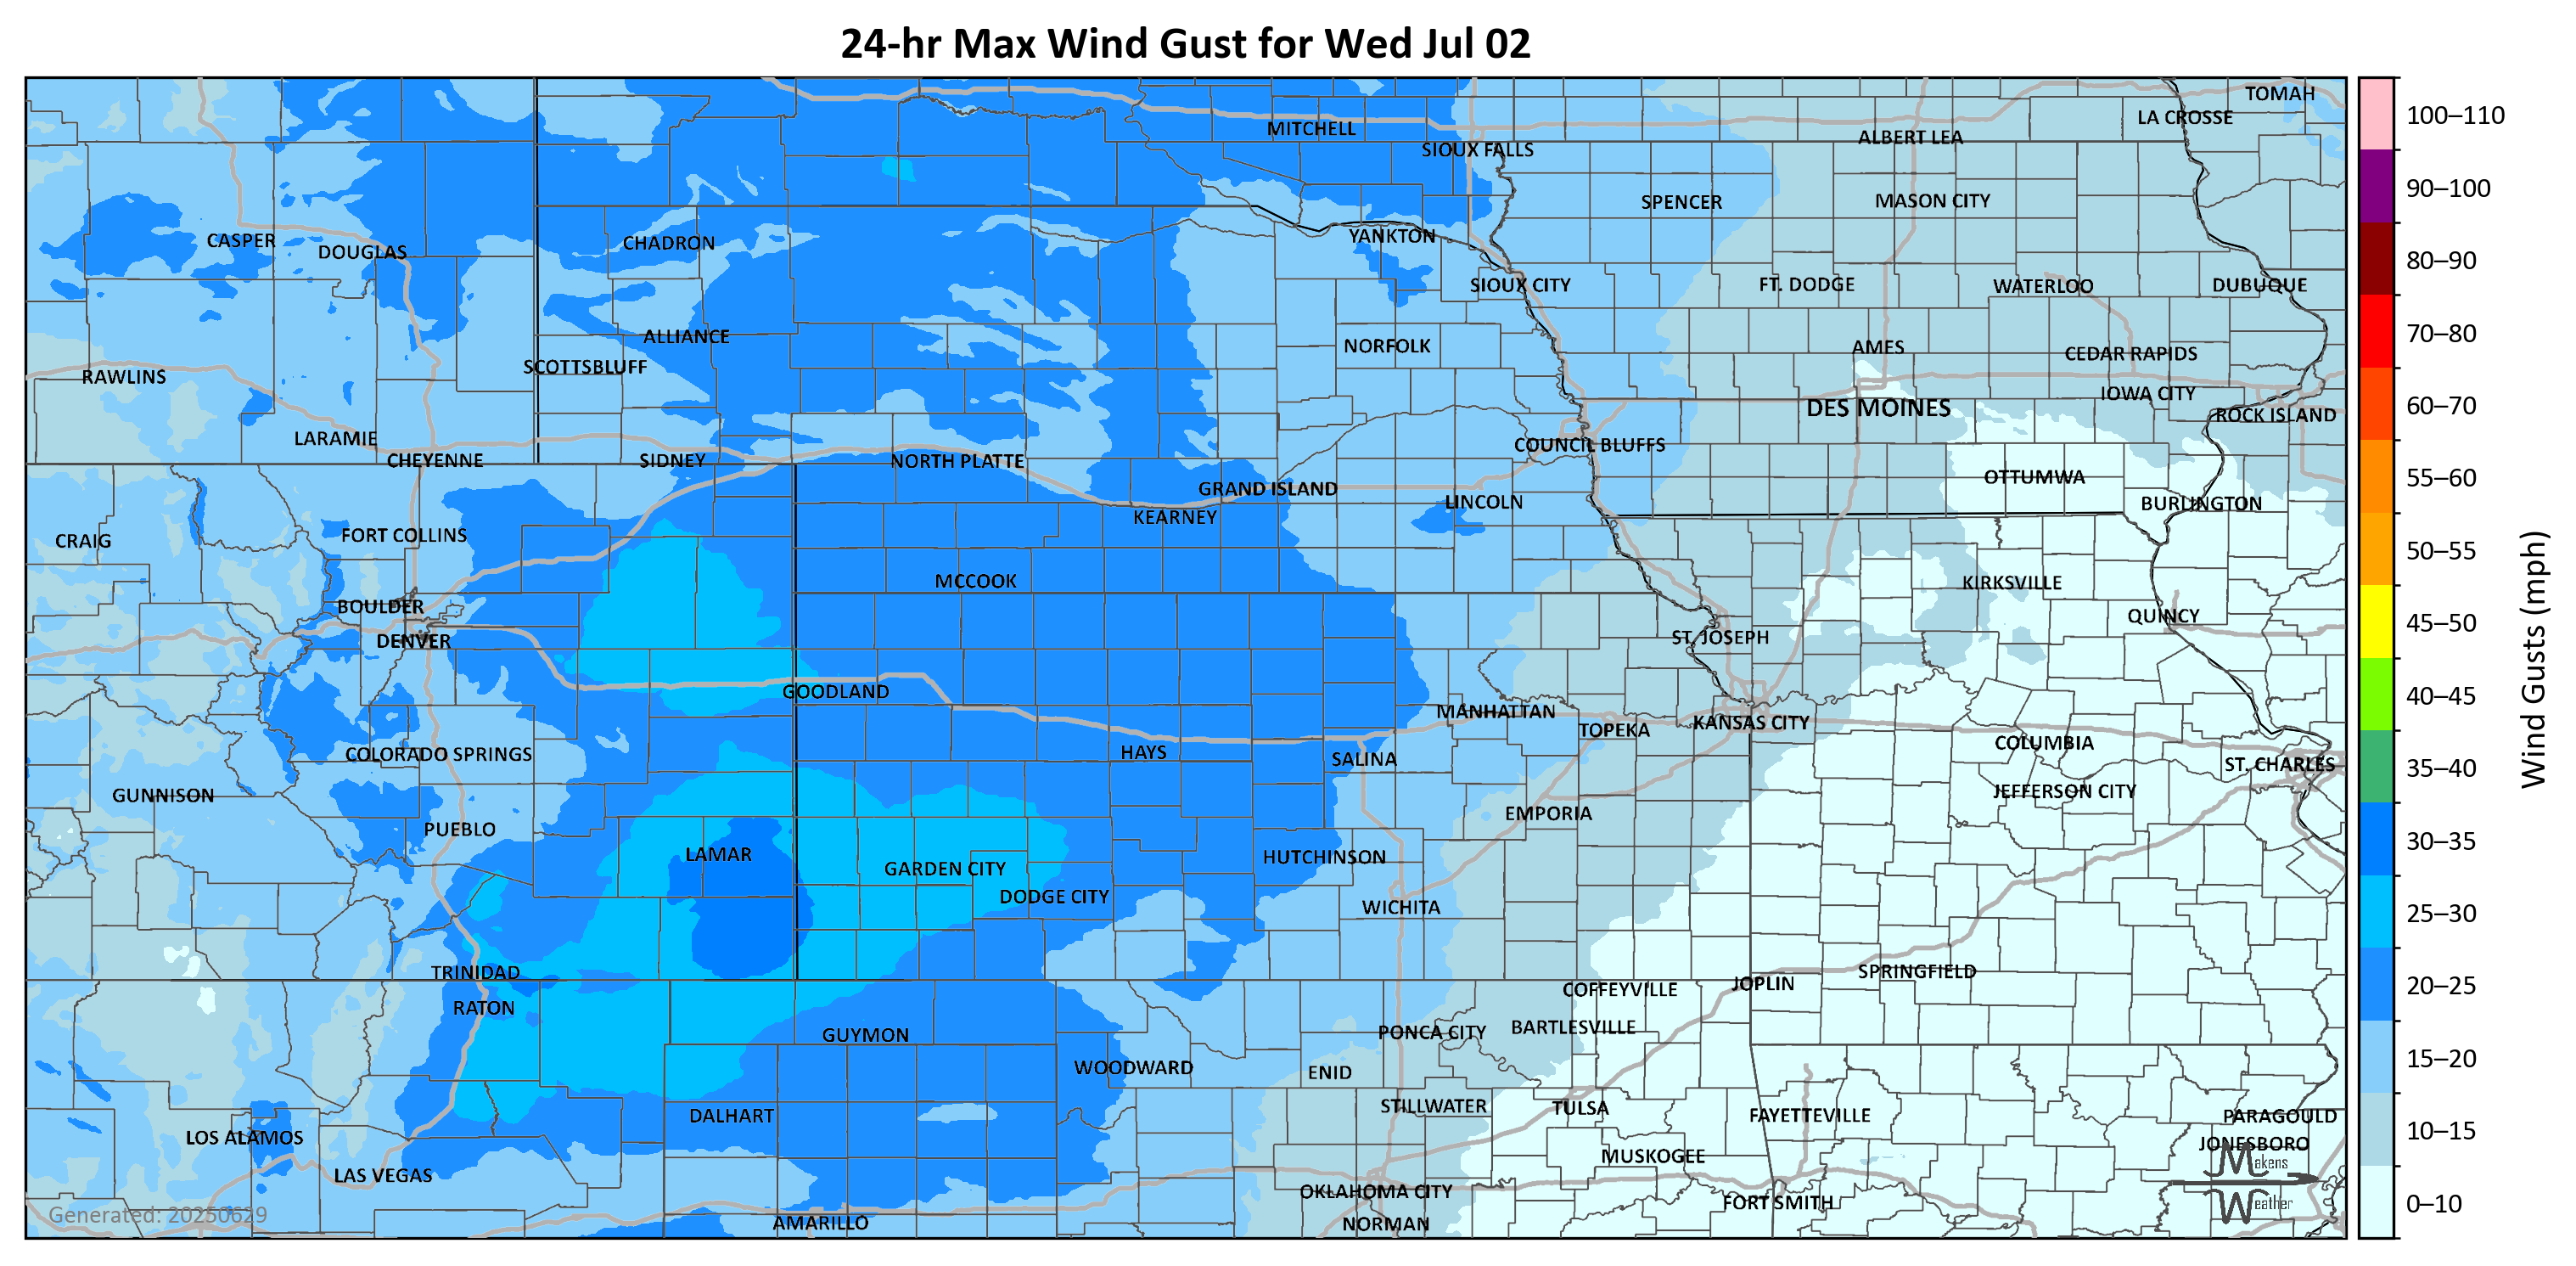 24-hr Max Wind Gust for Wed Jul 02
TOMAH
LA CROSSE
MITCHELL
ALBERT LEA
SIOUX FALLS
SPENCER
MASON CITY
CASPER
DOUGLAS
CHADRON
YANKTON
SIOUX CITY
FT. DODGE
WATERLOO
DUBUQUE
ALLIANCE
NORFOLK
AMES
CEDAR RAPIDS
SCOTTSBLUFF
RAWLINS
IOWA CITY
DES MOINES
ROCK ISLAND
LARAMIE
COUNCIL BLUFFS
CHEYENNE
SIDNEY
NORTH PLATTE
OTTUMWA
GRAND ISLAND
LINCOLN
BURLINGTON
KEARNEY
FORT COLLINS
CRAIG
MCCOOK
KIRKSVILLE
BOULDER
QUINCY
DENVER
ST. JOSEPH
GOODLAND
MANHATTAN
KANSAS CITY
TOPEKA
COLUMBIA
COLORADO SPRINGS
HAYS
SALINA
ST. CHARLES
JEFFERSON CITY
GUNNISON
EMPORIA
PUEBLO
LAMAR
HUTCHINSON
GARDEN CITY
DODGE CITY
WICHITA
TRINIDAD
SPRINGFIELD
JOPLIN
COFFEYVILLE
RATON
BARTLESVILLE
PONCA CITY
GUYMON
WOODWARD
ENID
STILLWATER
TULSA
DALHART
FAYETTEVILLE
PARAGOULD
LOS ALAMOS
JONESBORO
MUSKOGEE
LAS VEGAS
OKLAHOMA CITY
FORT SMITH
AMARILLO
NORMAN
Generated: 20250629
Makens
Weather
100–110
90–100
80–90
70–80
60–70
55–60
50–55
45–50
40–45
35–40
30–35
25–30
20–25
15–20
10–15
0–10
Wind Gusts (mph)